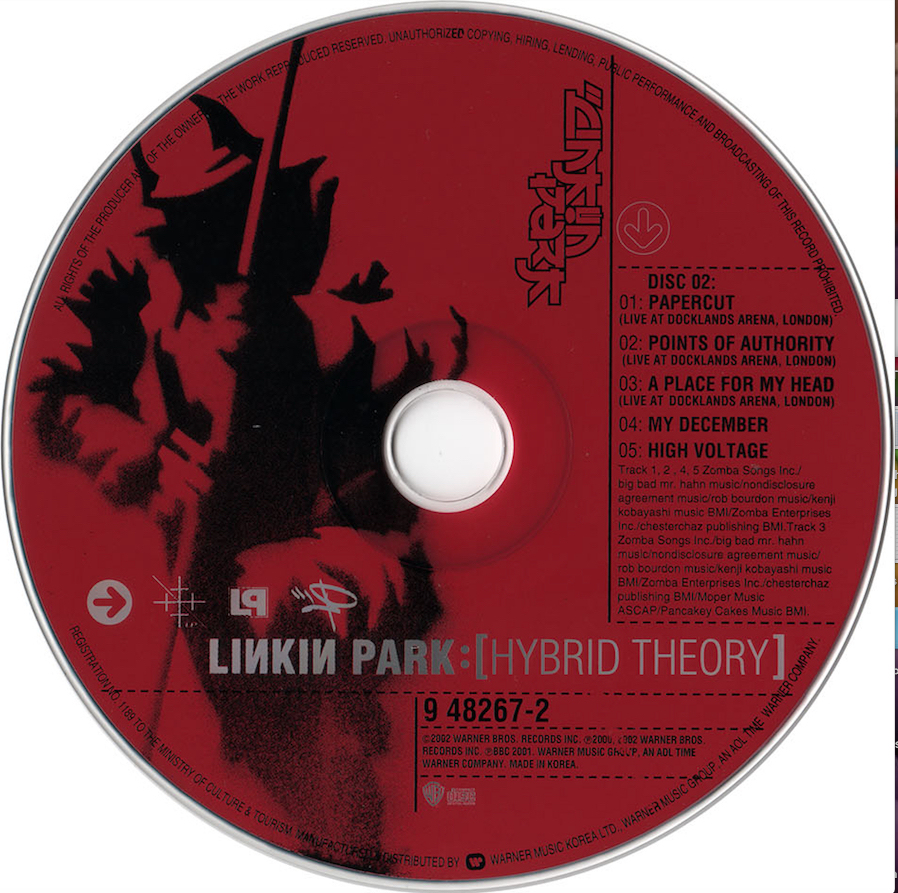 ALL RIGHTS OF THE PRODUCER AND OF THE OWNER OF THE WORK REPRODUCED RESERVED. UNAUTHORIZED COPYING, HIRING, LENDING, PUBLIC PERFORMANCE AND BROADCASTING OF THIS RECORD PROHIBITED.
Linkin
park
DISC 02:
01: PAPERCUT
(LIVE AT DOCKLANDS ARENA, LONDON)
02: POINTS OF AUTHORITY
(LIVE AT DOCKLANDS ARENA, LONDON)
03: A PLACE FOR MY HEAD
(LIVE AT DOCKLANDS ARENA, LONDON)
04: MY DECEMBER
05: HIGH VOLTAGE
Track 1, 2 , 4, 5 Zomba Songs Inc./
big bad mr. hahn music/nondisclosure
agreement music/rob bourdon music/kenji
kobayashi music BMI/Zomba Enterprises
Inc./chesterchaz publishing BMI.Track 3
Zomba Songs Inc./big bad mr. hahn
music/nondisclosure agreement music/
rob bourdon music/kenji kobayashi music
BMI/Zomba Enterprises Inc./chesterchaz
publishing BMI/Moper Music
ASCAP/Pancakey Cakes Music BMI.
LP
LIИKIИ PARK:[HYBRID THEORY]
9 48267-2
©2002 WARNER BROS. RECORDS INC. ℗2000, 2002 WARNER BROS.
RECORDS INC. ℗BBC 2001. WARNER MUSIC GROUP, AN AOL TIME
WARNER COMPANY. MADE IN KOREA.
REGISTRATION NO. 1189 TO THE MINISTRY OF CULTURE & TOURISM. MANUFACTURED & DISTRIBUTED BY WARNER MUSIC KOREA LTD., WARNER MUSIC GROUP, AN AOL TIME WARNER COMPANY.